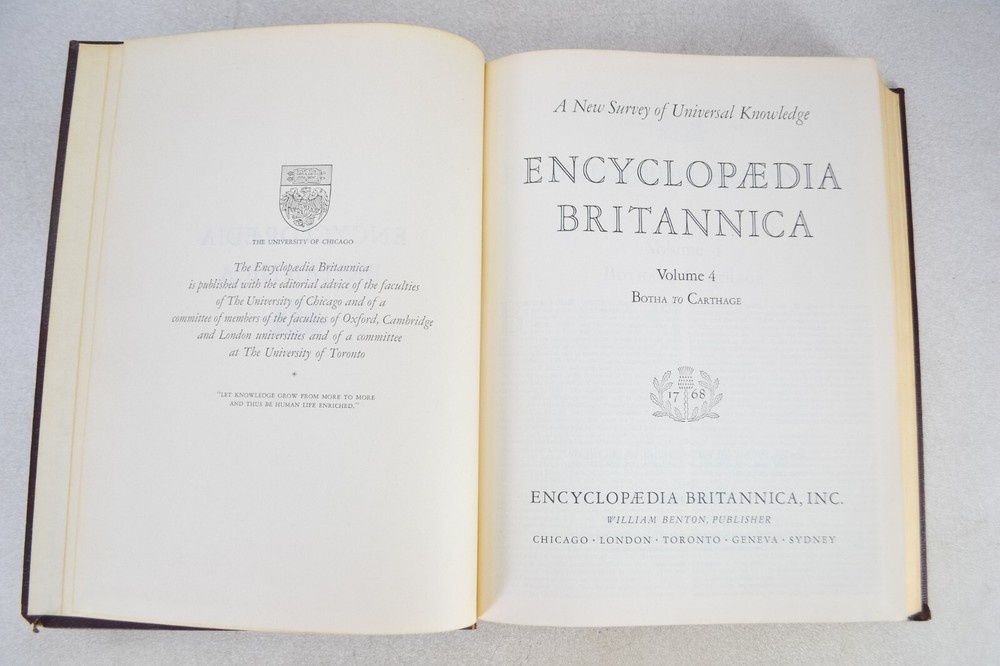 THE UNIVERSITY OF CHICAGO
The Encyclopædia Britannica
is published with the editorial advice of the faculties
of The University of Chicago and of a
committee of members of the faculties of Oxford, Cambridge
and London universities and of a committee
at The University of Toronto
*
"LET KNOWLEDGE GROW FROM MORE TO MORE
AND THUS BE HUMAN LIFE ENRICHED."
A New Survey of Universal Knowledge
ENCYCLOPÆDIA
BRITANNICA
Volume 4
BOTHA TO CARTHAGE
17 68
ENCYCLOPÆDIA BRITANNICA, INC.
WILLIAM BENTON, PUBLISHER
CHICAGO · LONDON · TORONTO · GENEVA · SYDNEY